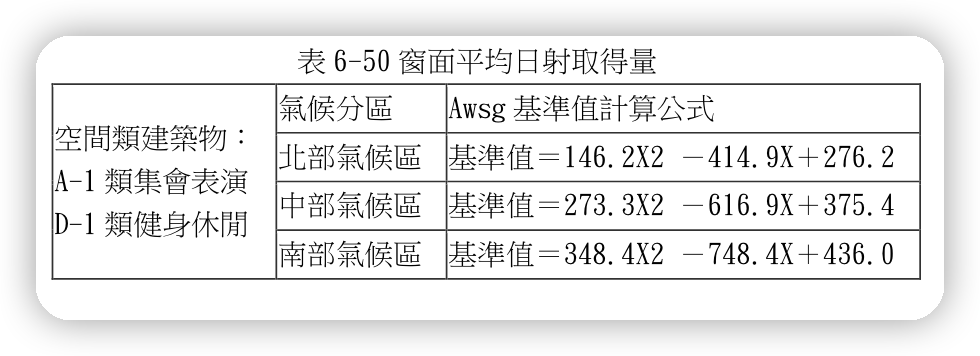 表 6-50 窗面平均日射取得量
空間類建築物：
A-1 類集會表演
D-1 類健身休閒
氣候分區 Awsg 基準值計算公式
北部氣候區 基準值＝146.2X2 －414.9X＋276.2
中部氣候區 基準值＝273.3X2 －616.9X＋375.4
南部氣候區 基準值＝348.4X2 －748.4X＋436.0